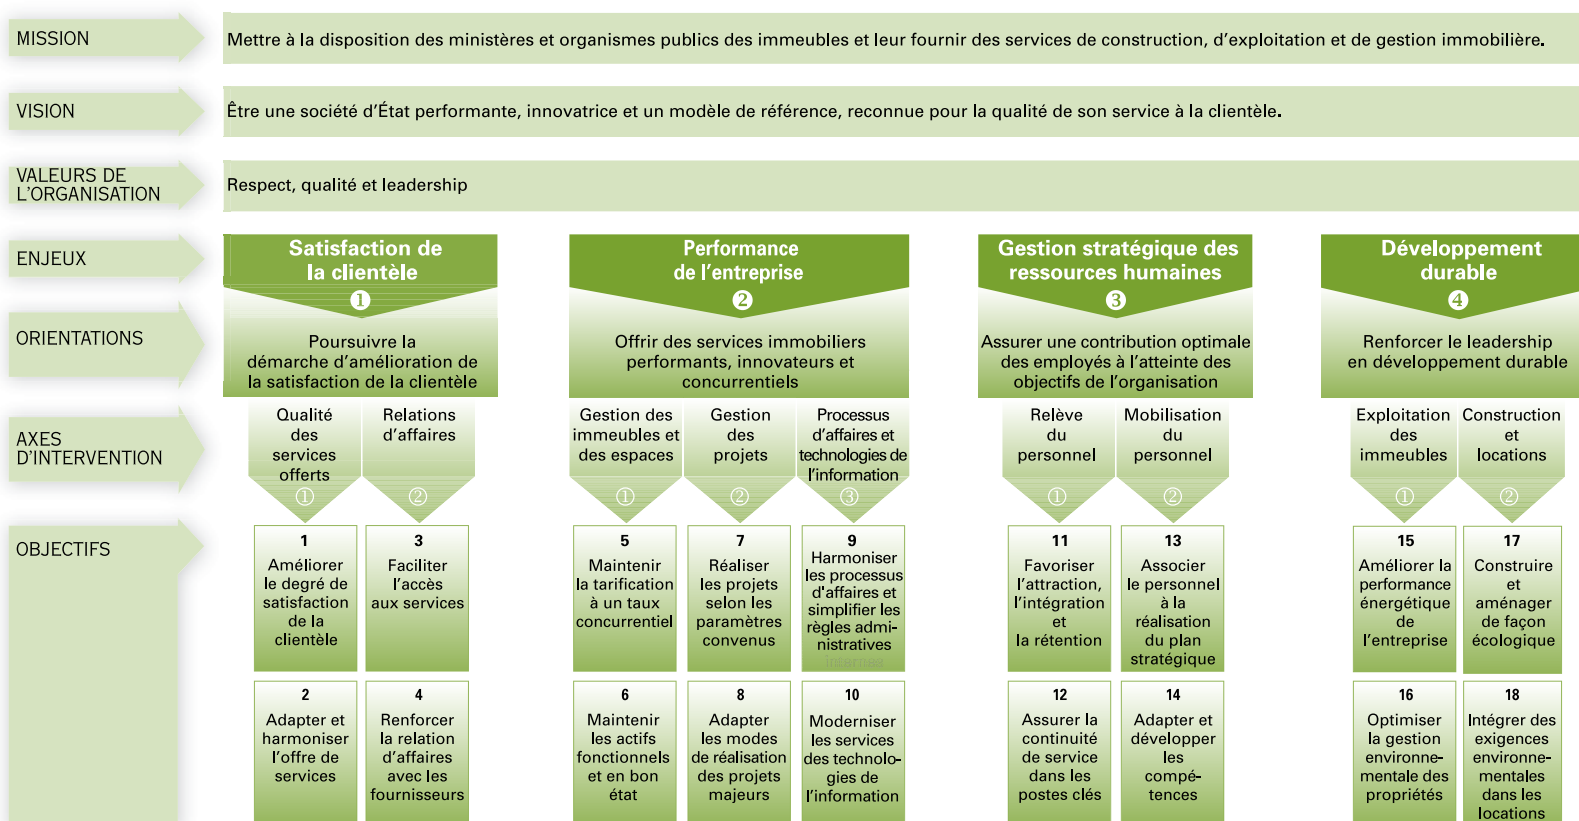 MISSION
Mettre à la disposition des ministères et organismes publics des immeubles et leur fournir des services de construction, d'exploitation et de gestion immobilière.
VISION
Être une société d'État performante, innovatrice et un modèle de référence, reconnue pour la qualité de son service à la clientèle.
VALEURS DE
L'ORGANISATION
Respect, qualité et leadership
ENJEUX
Satisfaction de
la clientèle
1
Performance
de l'entreprise
2
Gestion stratégique des
ressources humaines
3
Développement
durable
4
ORIENTATIONS
Poursuivre la
démarche d'amélioration de
la satisfaction de la clientèle
Offrir des services immobiliers
performants, innovateurs et
concurrentiels
Assurer une contribution optimale
des employés à l'atteinte des
objectifs de l'organisation
Renforcer le leadership
en développement durable
AXES
D'INTERVENTION
Qualité
des
services
offerts
1
Relations
d'affaires
2
Gestion des
immeubles et
des espaces
1
Gestion
des
projets
2
Processus
d'affaires et
technologies de
l'information
3
Relève
du
personnel
1
Mobilisation
du
personnel
2
Exploitation
des
immeubles
1
Construction
et
locations
2
OBJECTIFS
1
Améliorer
le degré de
satisfaction
de la
clientèle
3
Faciliter
l'accès
aux services
5
Maintenir
la tarification
à un taux
concurrentiel
7
Réaliser
les projets
selon les
paramètres
convenus
9
Harmoniser
les processus
d'affaires et
simplifier les
règles admi-
nistratives
internes
11
Favoriser
l'attraction,
l'intégration
et
la rétention
13
Associer
le personnel
à la
réalisation
du plan
stratégique
15
Améliorer la
performance
énergétique
de
l'entreprise
17
Construire
et
aménager
de façon
écologique
2
Adapter et
harmoniser
l'offre de
services
4
Renforcer
la relation
d'affaires
avec les
fournisseurs
6
Maintenir
les actifs
fonctionnels
et en bon
état
8
Adapter
les modes
de réalisation
des projets
majeurs
10
Moderniser
les services
des technolo-
gies de
l'information
12
Assurer la
continuité
de service
dans les
postes clés
14
Adapter et
développer
les
compé-
tences
16
Optimiser
la gestion
environne-
mentale des
propriétés
18
Intégrer des
exigences
environne-
mentales
dans les
locations